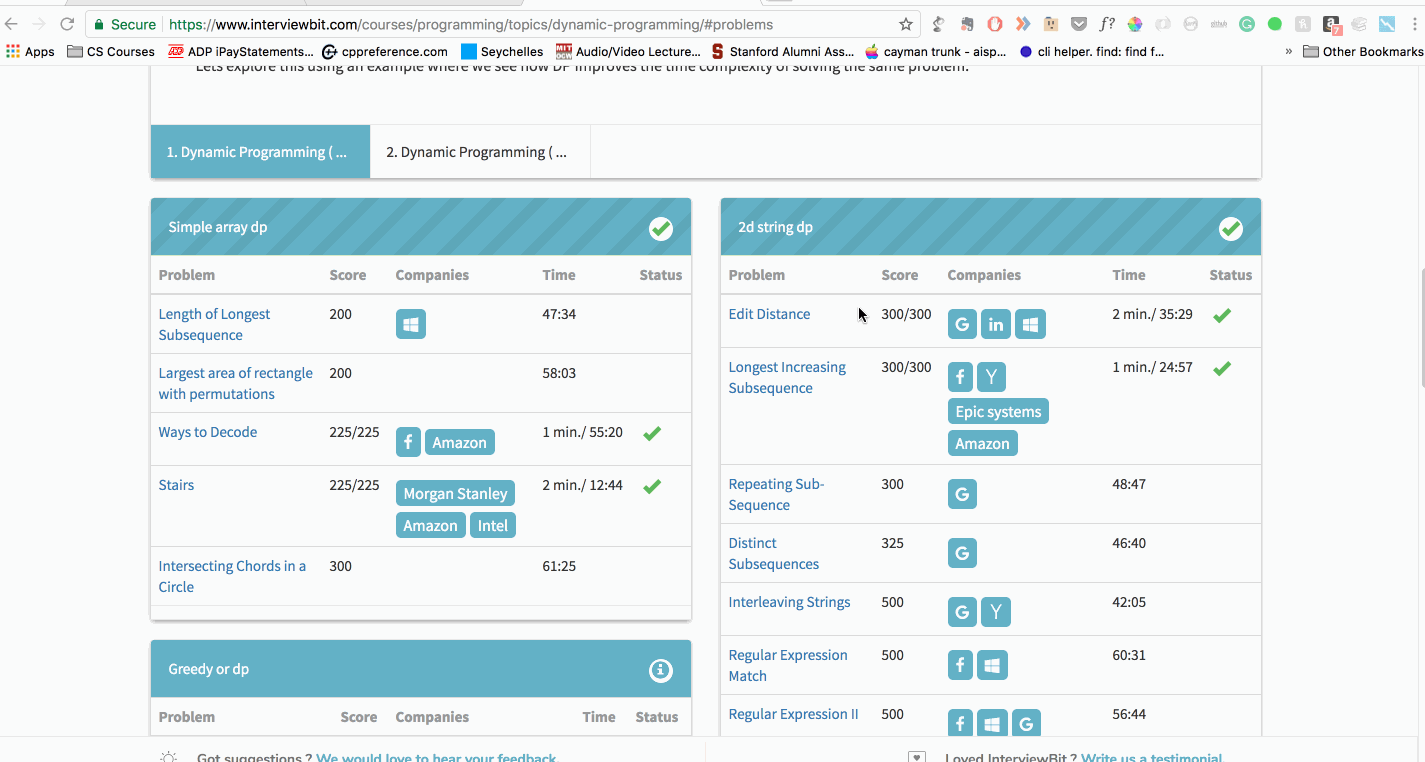 Secure https://www.interviewbit.com/courses/programming/topics/dynamic-programming/#problems
Apps CS Courses ADP iPayStatements... cppreference.com Seychelles Audio/Video Lecture... Stanford Alumni Ass... cayman trunk - aisp... cli helper. find: find f... » Other Bookmarks
Lets explore this using an example where we see how DP improves the time complexity of solving the same problem.
1. Dynamic Programming ( ... 2. Dynamic Programming ( ...
Simple array dp
Problem Score Companies Time Status
Length of Longest 200 47:34
Subsequence
Largest area of rectangle 200 58:03
with permutations
Ways to Decode 225/225 f Amazon 1 min./ 55:20
Stairs 225/225 Morgan Stanley 2 min./ 12:44
Amazon Intel
Intersecting Chords in a 300 61:25
Circle
Greedy or dp
Problem Score Companies Time Status
2d string dp
Problem Score Companies Time Status
Edit Distance 300/300 G in 2 min./ 35:29
Longest Increasing 300/300 f Y 1 min./ 24:57
Subsequence
Epic systems
Amazon
Repeating Sub- 300 G 48:47
Sequence
Distinct 325 G 46:40
Subsequences
Interleaving Strings 500 G Y 42:05
Regular Expression 500 f 60:31
Match
Regular Expression II 500 f G 56:44
Got suggestions ? We would love to hear your feedback.
Loved InterviewBit ? Write us a testimonial.